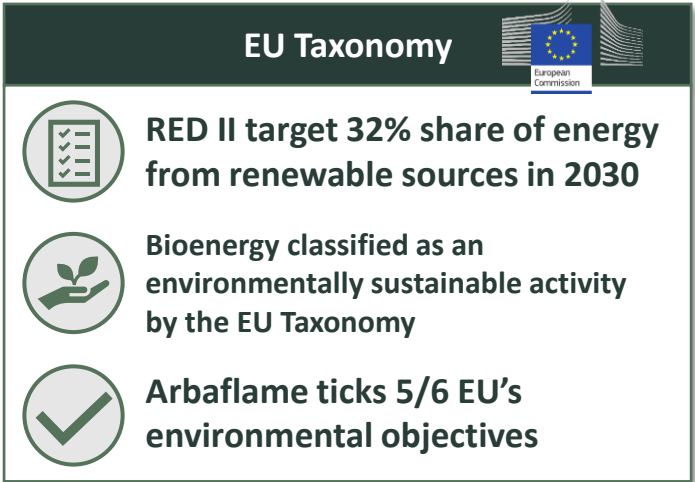 EU Taxonomy
European
Commission
RED II target 32% share of energy
from renewable sources in 2030
Bioenergy classified as an
environmentally sustainable activity
by the EU Taxonomy
Arbaflame ticks 5/6 EU’s
environmental objectives